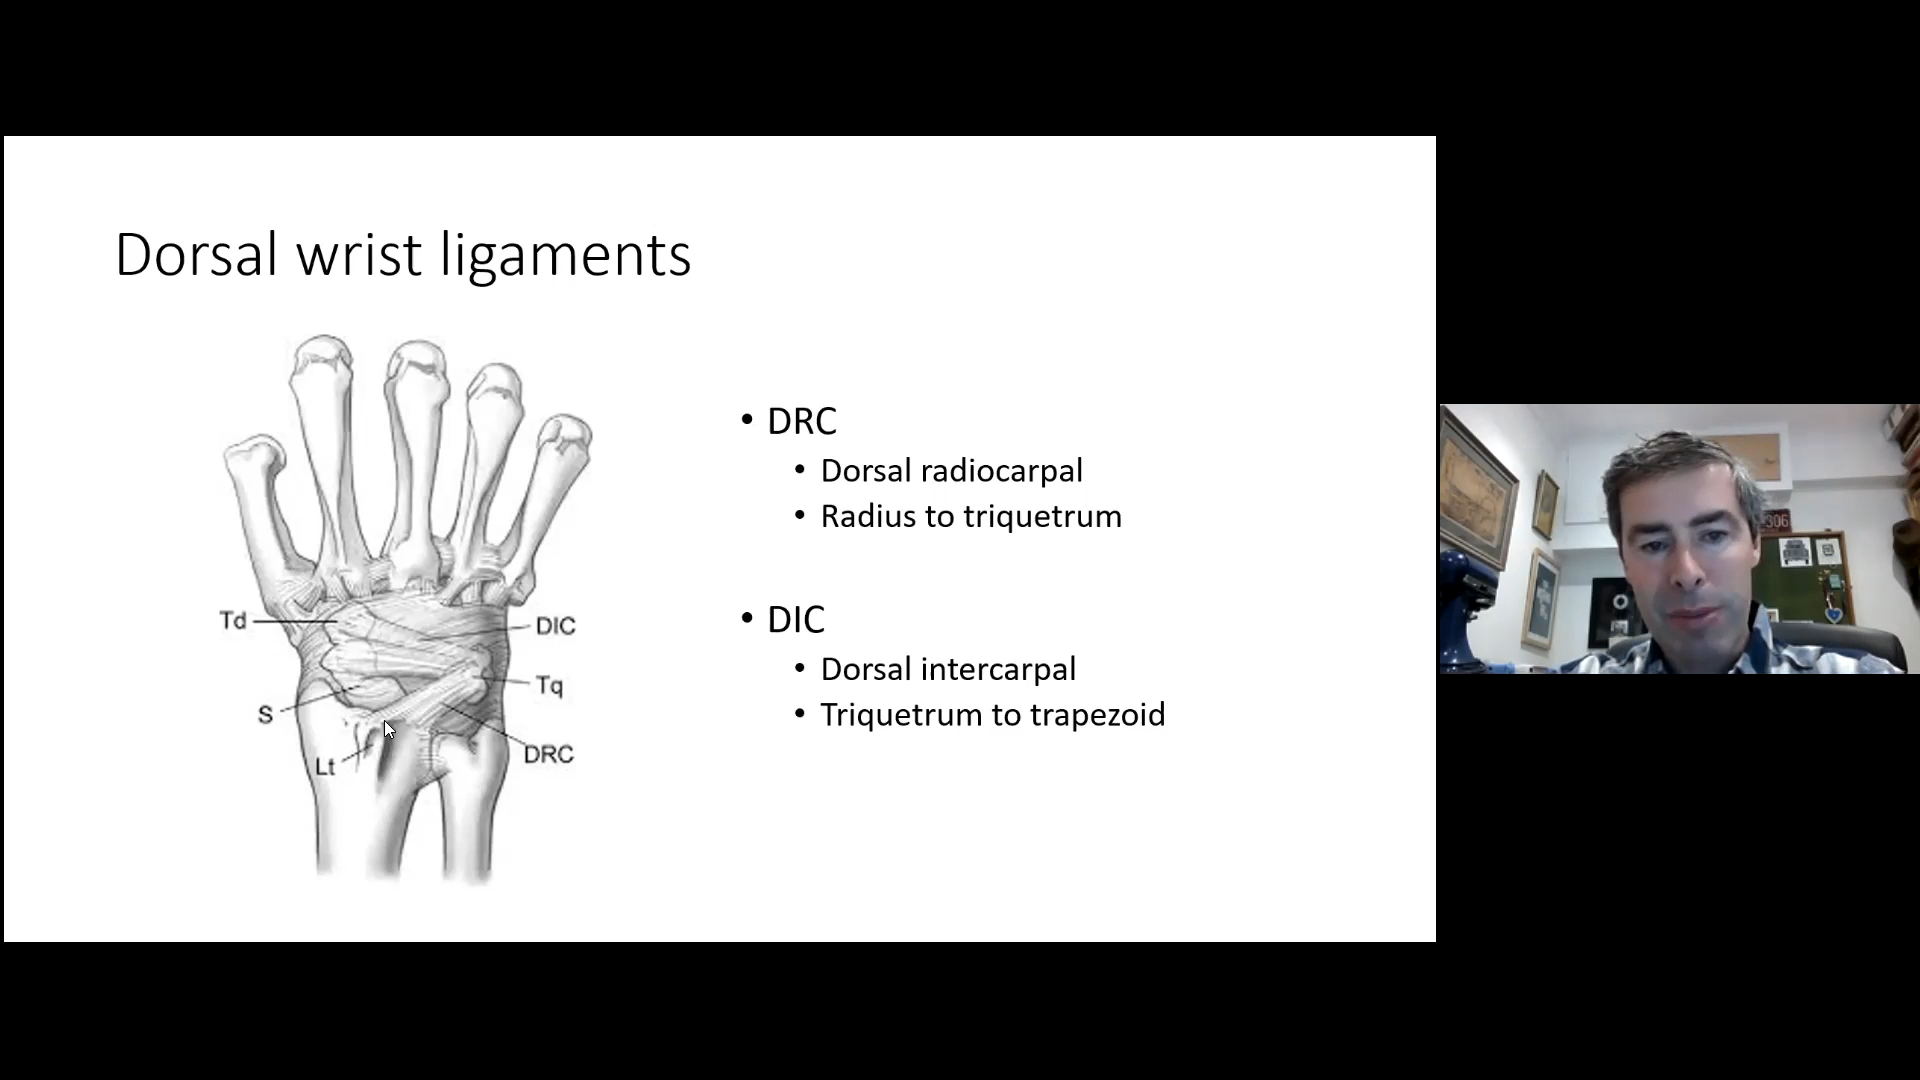 Dorsal wrist ligaments
Td
DIC
Tq
S
Lt
DRC
• DRC
• Dorsal radiocarpal
• Radius to triquetrum
• DIC
• Dorsal intercarpal
• Triquetrum to trapezoid
306